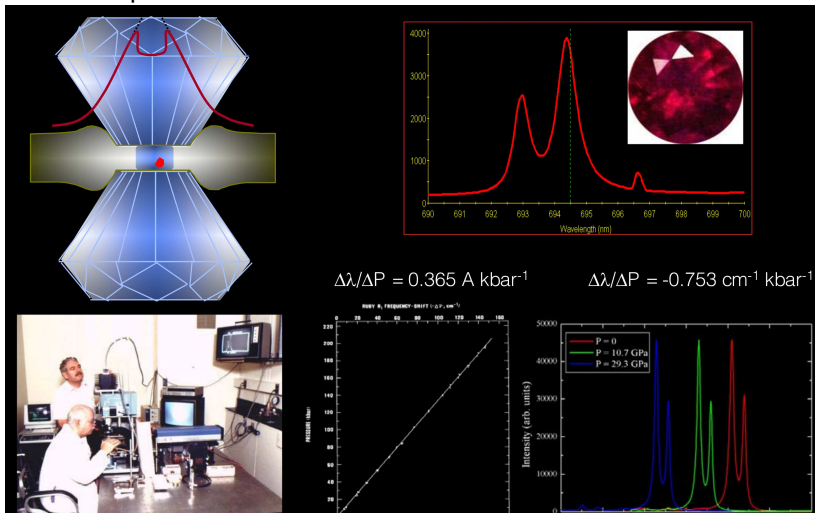 4000
3000
2000
1000
0
690 691 692 693 694 695 696 697 698 699 700
Wavelength (nm)
Δλ/ΔP = 0.365 A kbar-1
Δλ/ΔP = -0.753 cm-1 kbar-1
RUBY R1 FREQUENCY-SHIFT (-Δν, cm-1)
0 20 40 60 80 100 120 140 160
220
200
180
160
140
120
100
80
60
40
20
0
PRESSURE (kbar)
50000
40000
30000
20000
10000
0
Intensity (arb. units)
P = 0
P = 10.7 GPa
P = 29.3 GPa